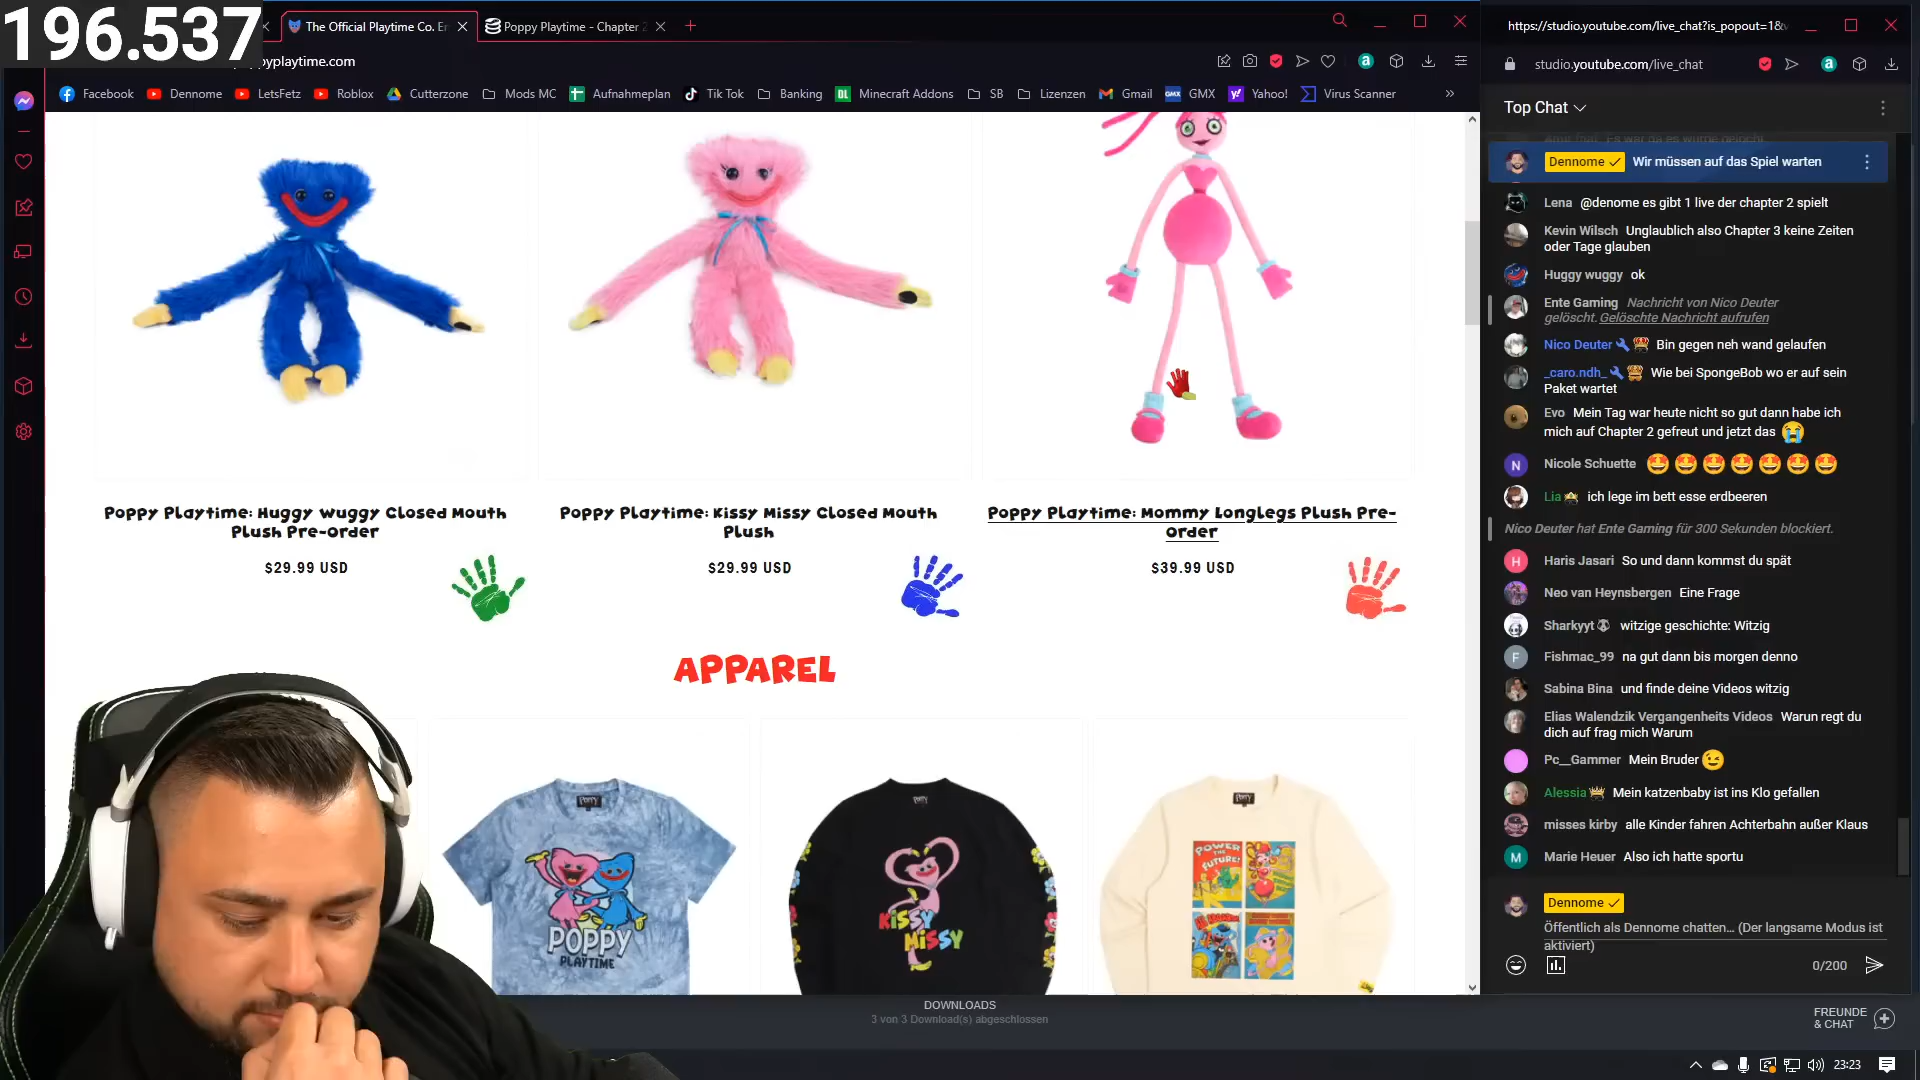 196.537
The Official Playtime Co. En
Poppy Playtime - Chapter 2
pyplaytime.com
Facebook
Dennome
LetsFetz
Roblox
Cutterzone
Mods MC
Aufnahmeplan
Tik Tok
Banking
Minecraft Addons
SB
Lizenzen
Gmail
GMX
Yahoo!
Virus Scanner
Poppy Playtime: Huggy Wuggy Closed Mouth
Plush Pre-order
$29.99 USD
Poppy Playtime: Kissy Missy Closed Mouth
Plush
$29.99 USD
Poppy Playtime: Mommy Longlegs Plush Pre-
order
$39.99 USD
APPAREL
POPPY
PLAYTIME
KISSY
MISSY
POWER
THE
FUTURE!
DOWNLOADS
3 von 3 Download(s) abgeschlossen
https://studio.youtube.com/live_chat?is_popout=1&
studio.youtube.com/live_chat
Top Chat
Dennome Wir müssen auf das Spiel warten
Lena @denome es gibt 1 live der chapter 2 spielt
Kevin Wilsch Unglaublich also Chapter 3 keine Zeiten
oder Tage glauben
Huggy wuggy ok
Ente Gaming Nachricht von Nico Deuter
gelöscht. Gelöschte Nachricht aufrufen
Nico Deuter Bin gegen neh wand gelaufen
_caro.ndh_ Wie bei SpongeBob wo er auf sein
Paket wartet
Evo Mein Tag war heute nicht so gut dann habe ich
mich auf Chapter 2 gefreut und jetzt das 😭
N
Nicole Schuette 🤩🤩🤩🤩🤩🤩🤩
Lia ich lege im bett esse erdbeeren
Nico Deuter hat Ente Gaming für 300 Sekunden blockiert.
H
Haris Jasari So und dann kommst du spät
Neo van Heynsbergen Eine Frage
Sharkyyt witzige geschichte: Witzig
F
Fishmac_99 na gut dann bis morgen denno
Sabina Bina und finde deine Videos witzig
Elias Walendzik Vergangenheits Videos Warun regt du
dich auf frag mich Warum
Pc__Gammer Mein Bruder 😉
Alessia Mein katzenbaby ist ins Klo gefallen
misses kirby alle Kinder fahren Achterbahn außer Klaus
M
Marie Heuer Also ich hatte sportu
Dennome
Öffentlich als Dennome chatten... (Der langsame Modus ist
aktiviert)
0/200
FREUNDE
& CHAT
23:23